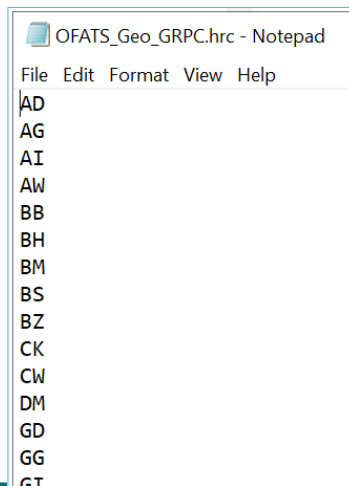 OFATS_Geo_GRPC.hrc - Notepad
File Edit Format View Help
AD
AG
AI
AW
BB
BH
BM
BS
BZ
CK
CW
DM
GD
GG
GI